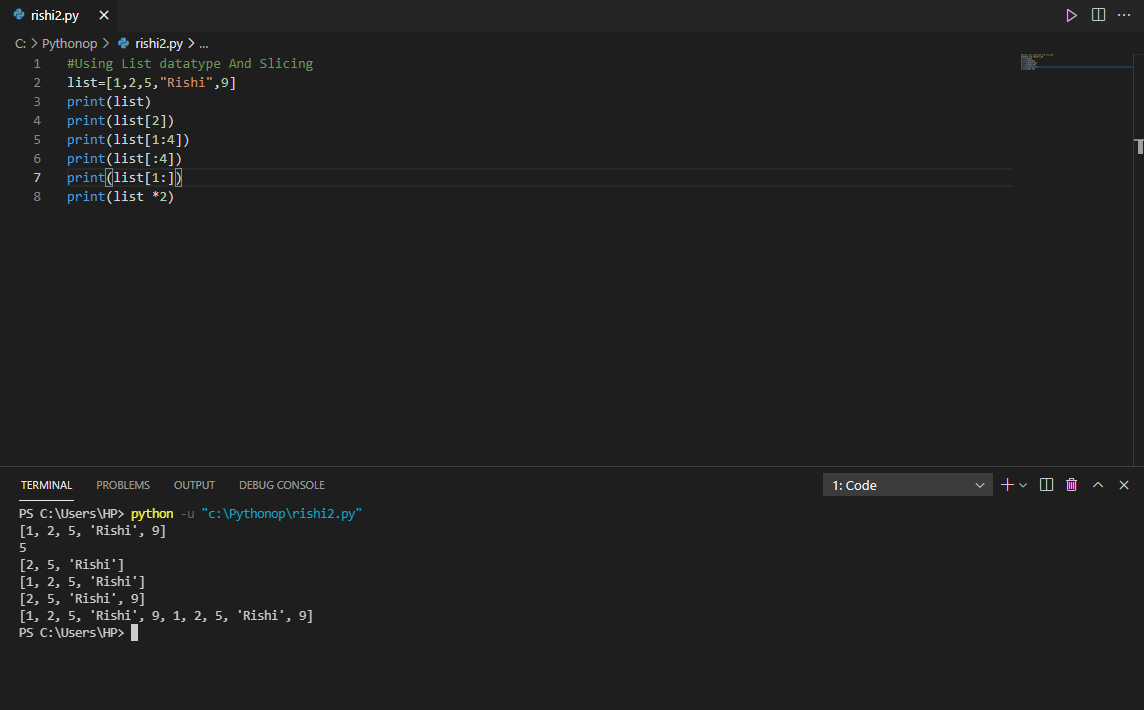 rishi2.py
C: > Pythonop > rishi2.py > ...
1 #Using List datatype And Slicing
2 list=[1,2,5,"Rishi",9]
3 print(list)
4 print(list[2])
5 print(list[1:4])
6 print(list[:4])
7 print(list[1:])
8 print(list *2)
TERMINAL PROBLEMS OUTPUT DEBUG CONSOLE 1: Code
PS C:\Users\HP> python -u "c:\Pythonop\rishi2.py"
[1, 2, 5, 'Rishi', 9]
5
[2, 5, 'Rishi']
[1, 2, 5, 'Rishi']
[2, 5, 'Rishi', 9]
[1, 2, 5, 'Rishi', 9, 1, 2, 5, 'Rishi', 9]
PS C:\Users\HP>